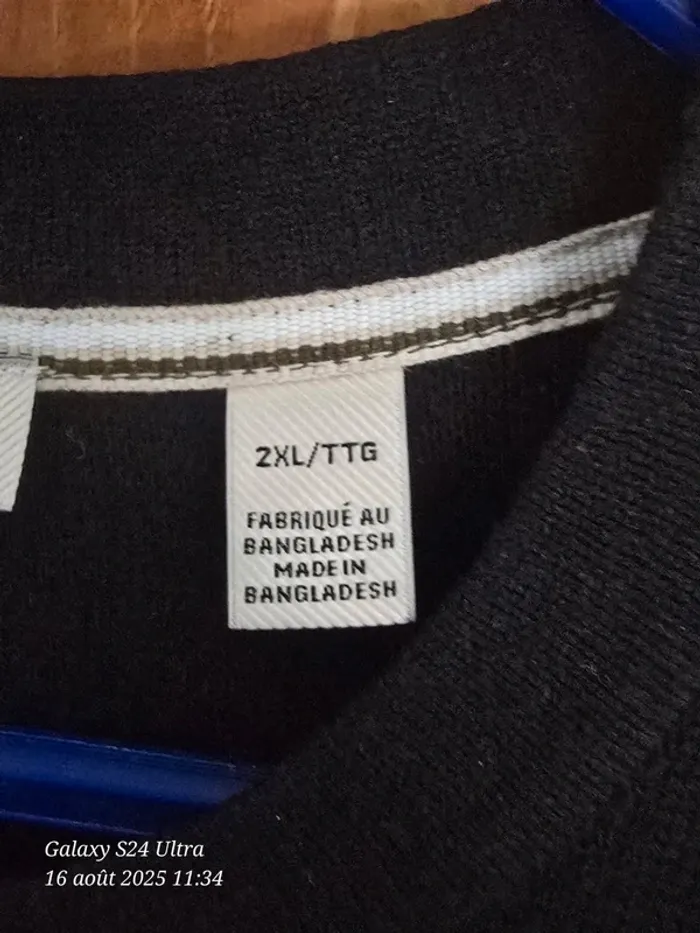 2XL/TTG
FABRIQUÉ AU
BANGLADESH
MADE IN
BANGLADESH
Galaxy S24 Ultra
16 août 2025 11:34